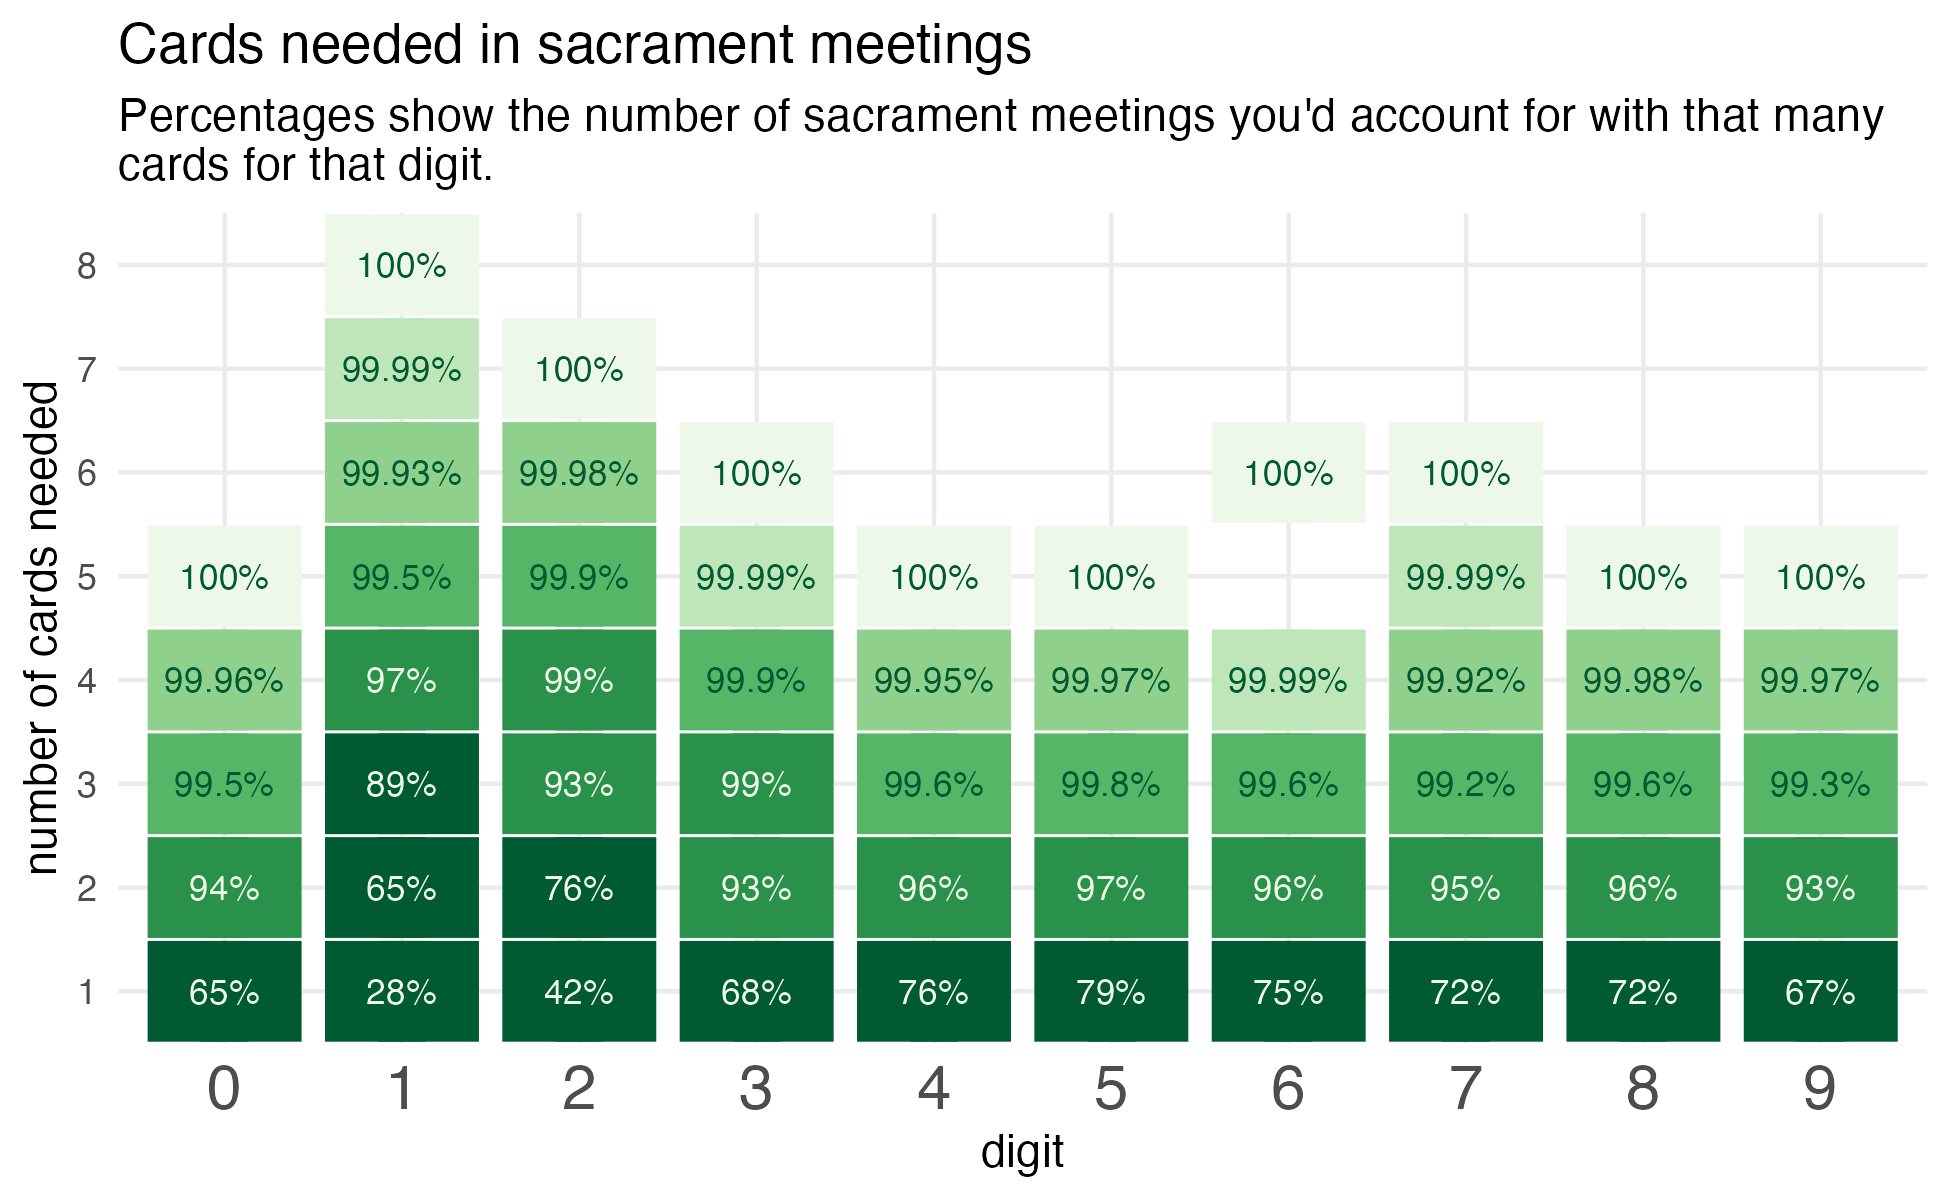 Cards needed in sacrament meetings
Percentages show the number of sacrament meetings you'd account for with that many
cards for that digit.
number of cards needed
8 100%
7 99.99% 100%
6 99.93% 99.98% 100% 100% 100%
5 100% 99.5% 99.9% 99.99% 100% 100% 99.99% 100% 100%
4 99.96% 97% 99% 99.9% 99.95% 99.97% 99.99% 99.92% 99.98% 99.97%
3 99.5% 89% 93% 99% 99.6% 99.8% 99.6% 99.2% 99.6% 99.3%
2 94% 65% 76% 93% 96% 97% 96% 95% 96% 93%
1 65% 28% 42% 68% 76% 79% 75% 72% 72% 67%
0 1 2 3 4 5 6 7 8 9
digit